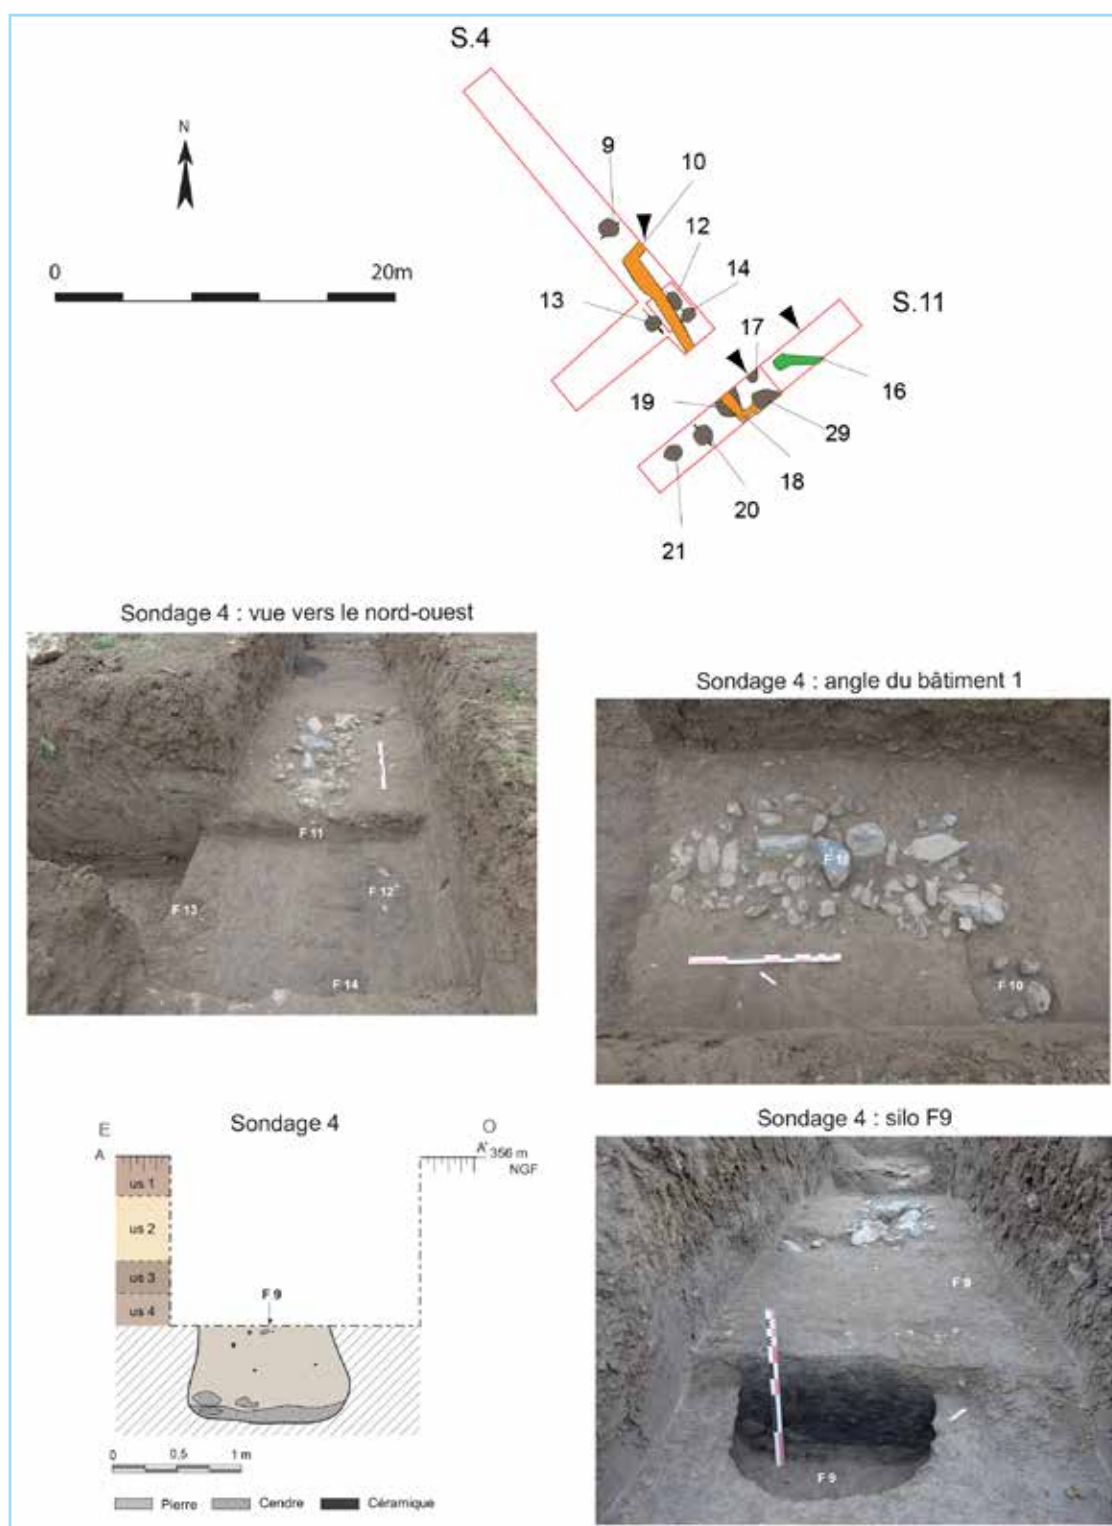 S.4
N
9
10
12
14
0 20m
13
17
S.11
16
19
29
18
20
21
Sondage 4 : vue vers le nord-ouest
F 11
F 12
F 13
F 14
Sondage 4 : angle du bâtiment 1
F 10
E
Sondage 4
O
A
A'
356 m
NGF
us 1
us 2
us 3
us 4
F 9
0 0,5 1 m
Pierre
Cendre
Céramique
Sondage 4 : silo F9
F 9
F 9